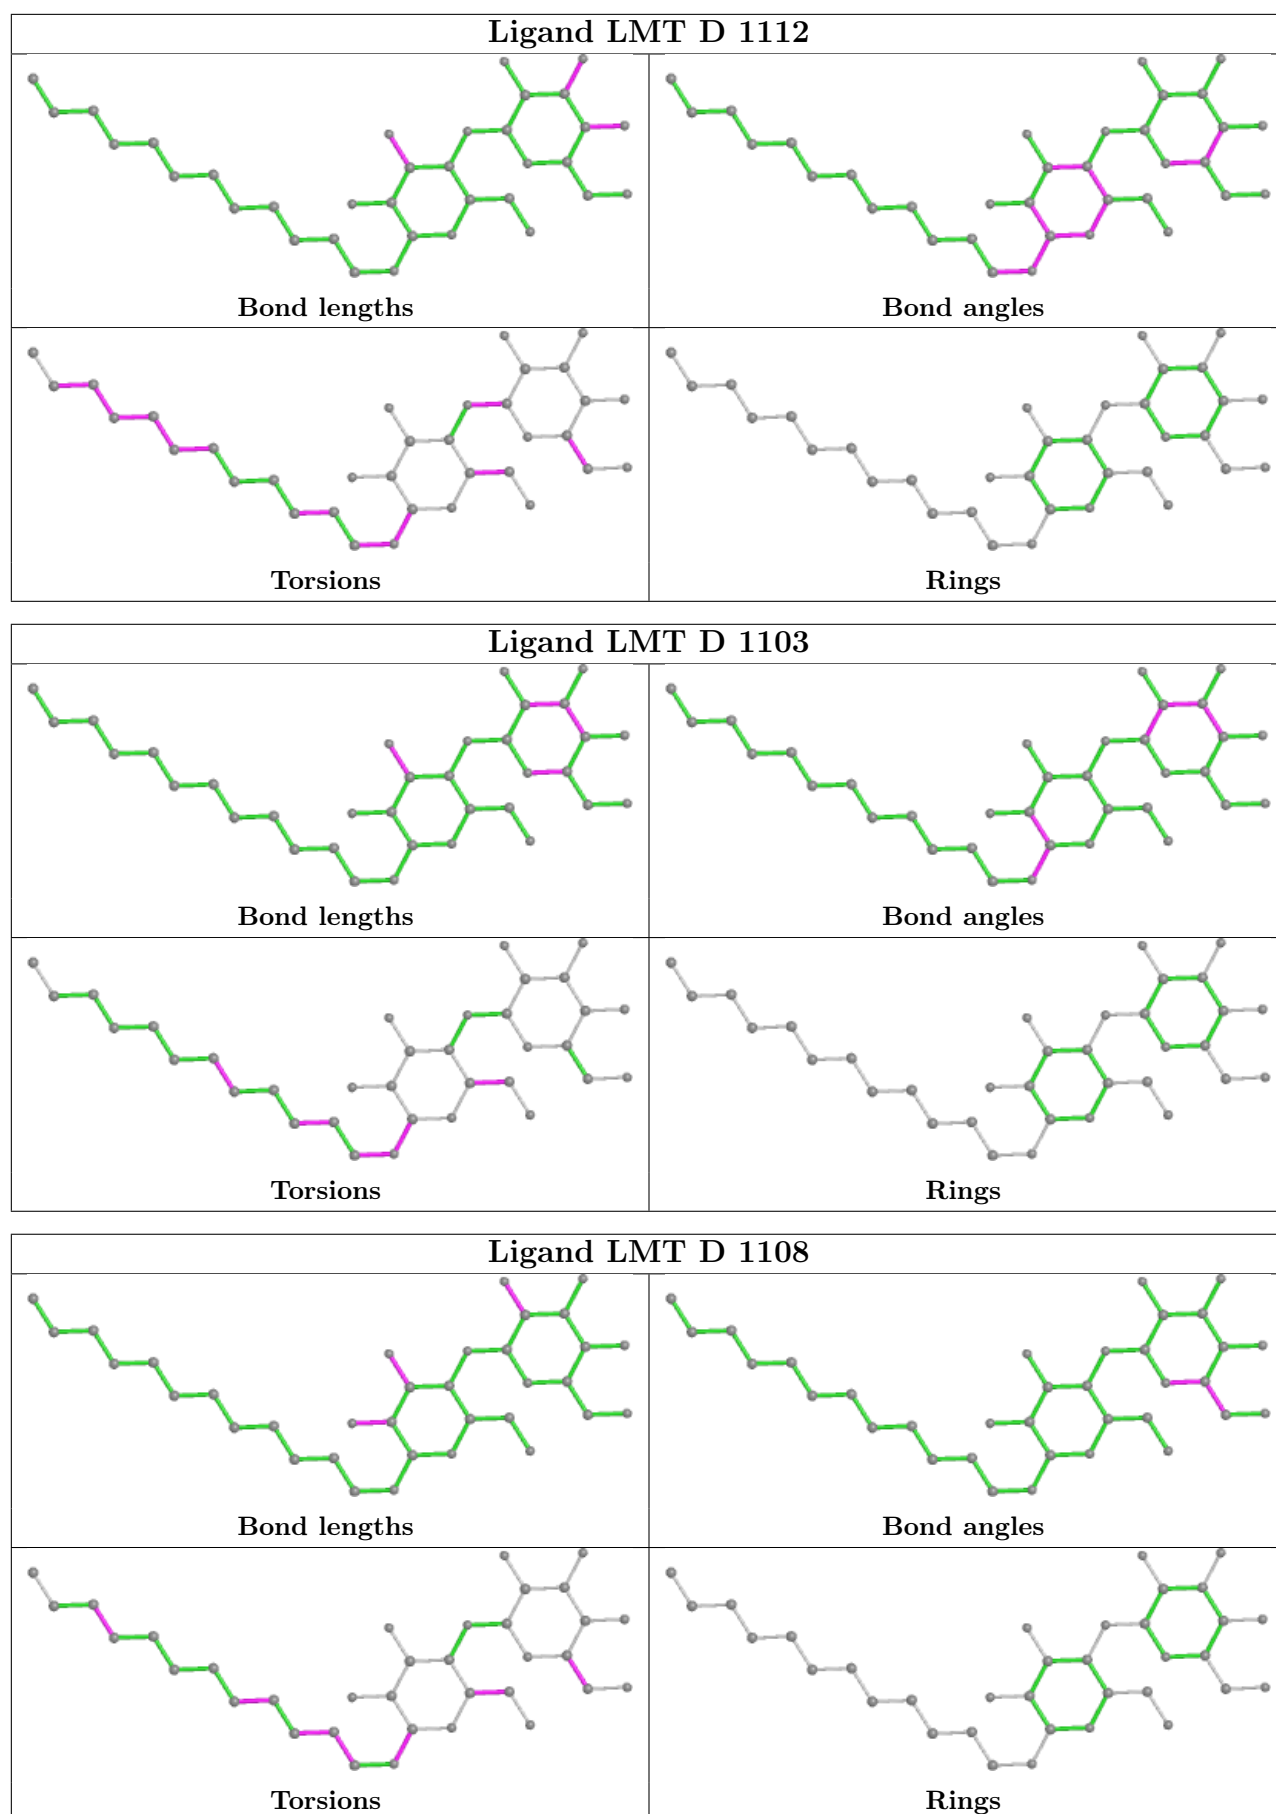 Ligand LMT D 1112
Bond lengths
Bond angles
Torsions
Rings
Ligand LMT D 1103
Bond lengths
Bond angles
Torsions
Rings
Ligand LMT D 1108
Bond lengths
Bond angles
Torsions
Rings